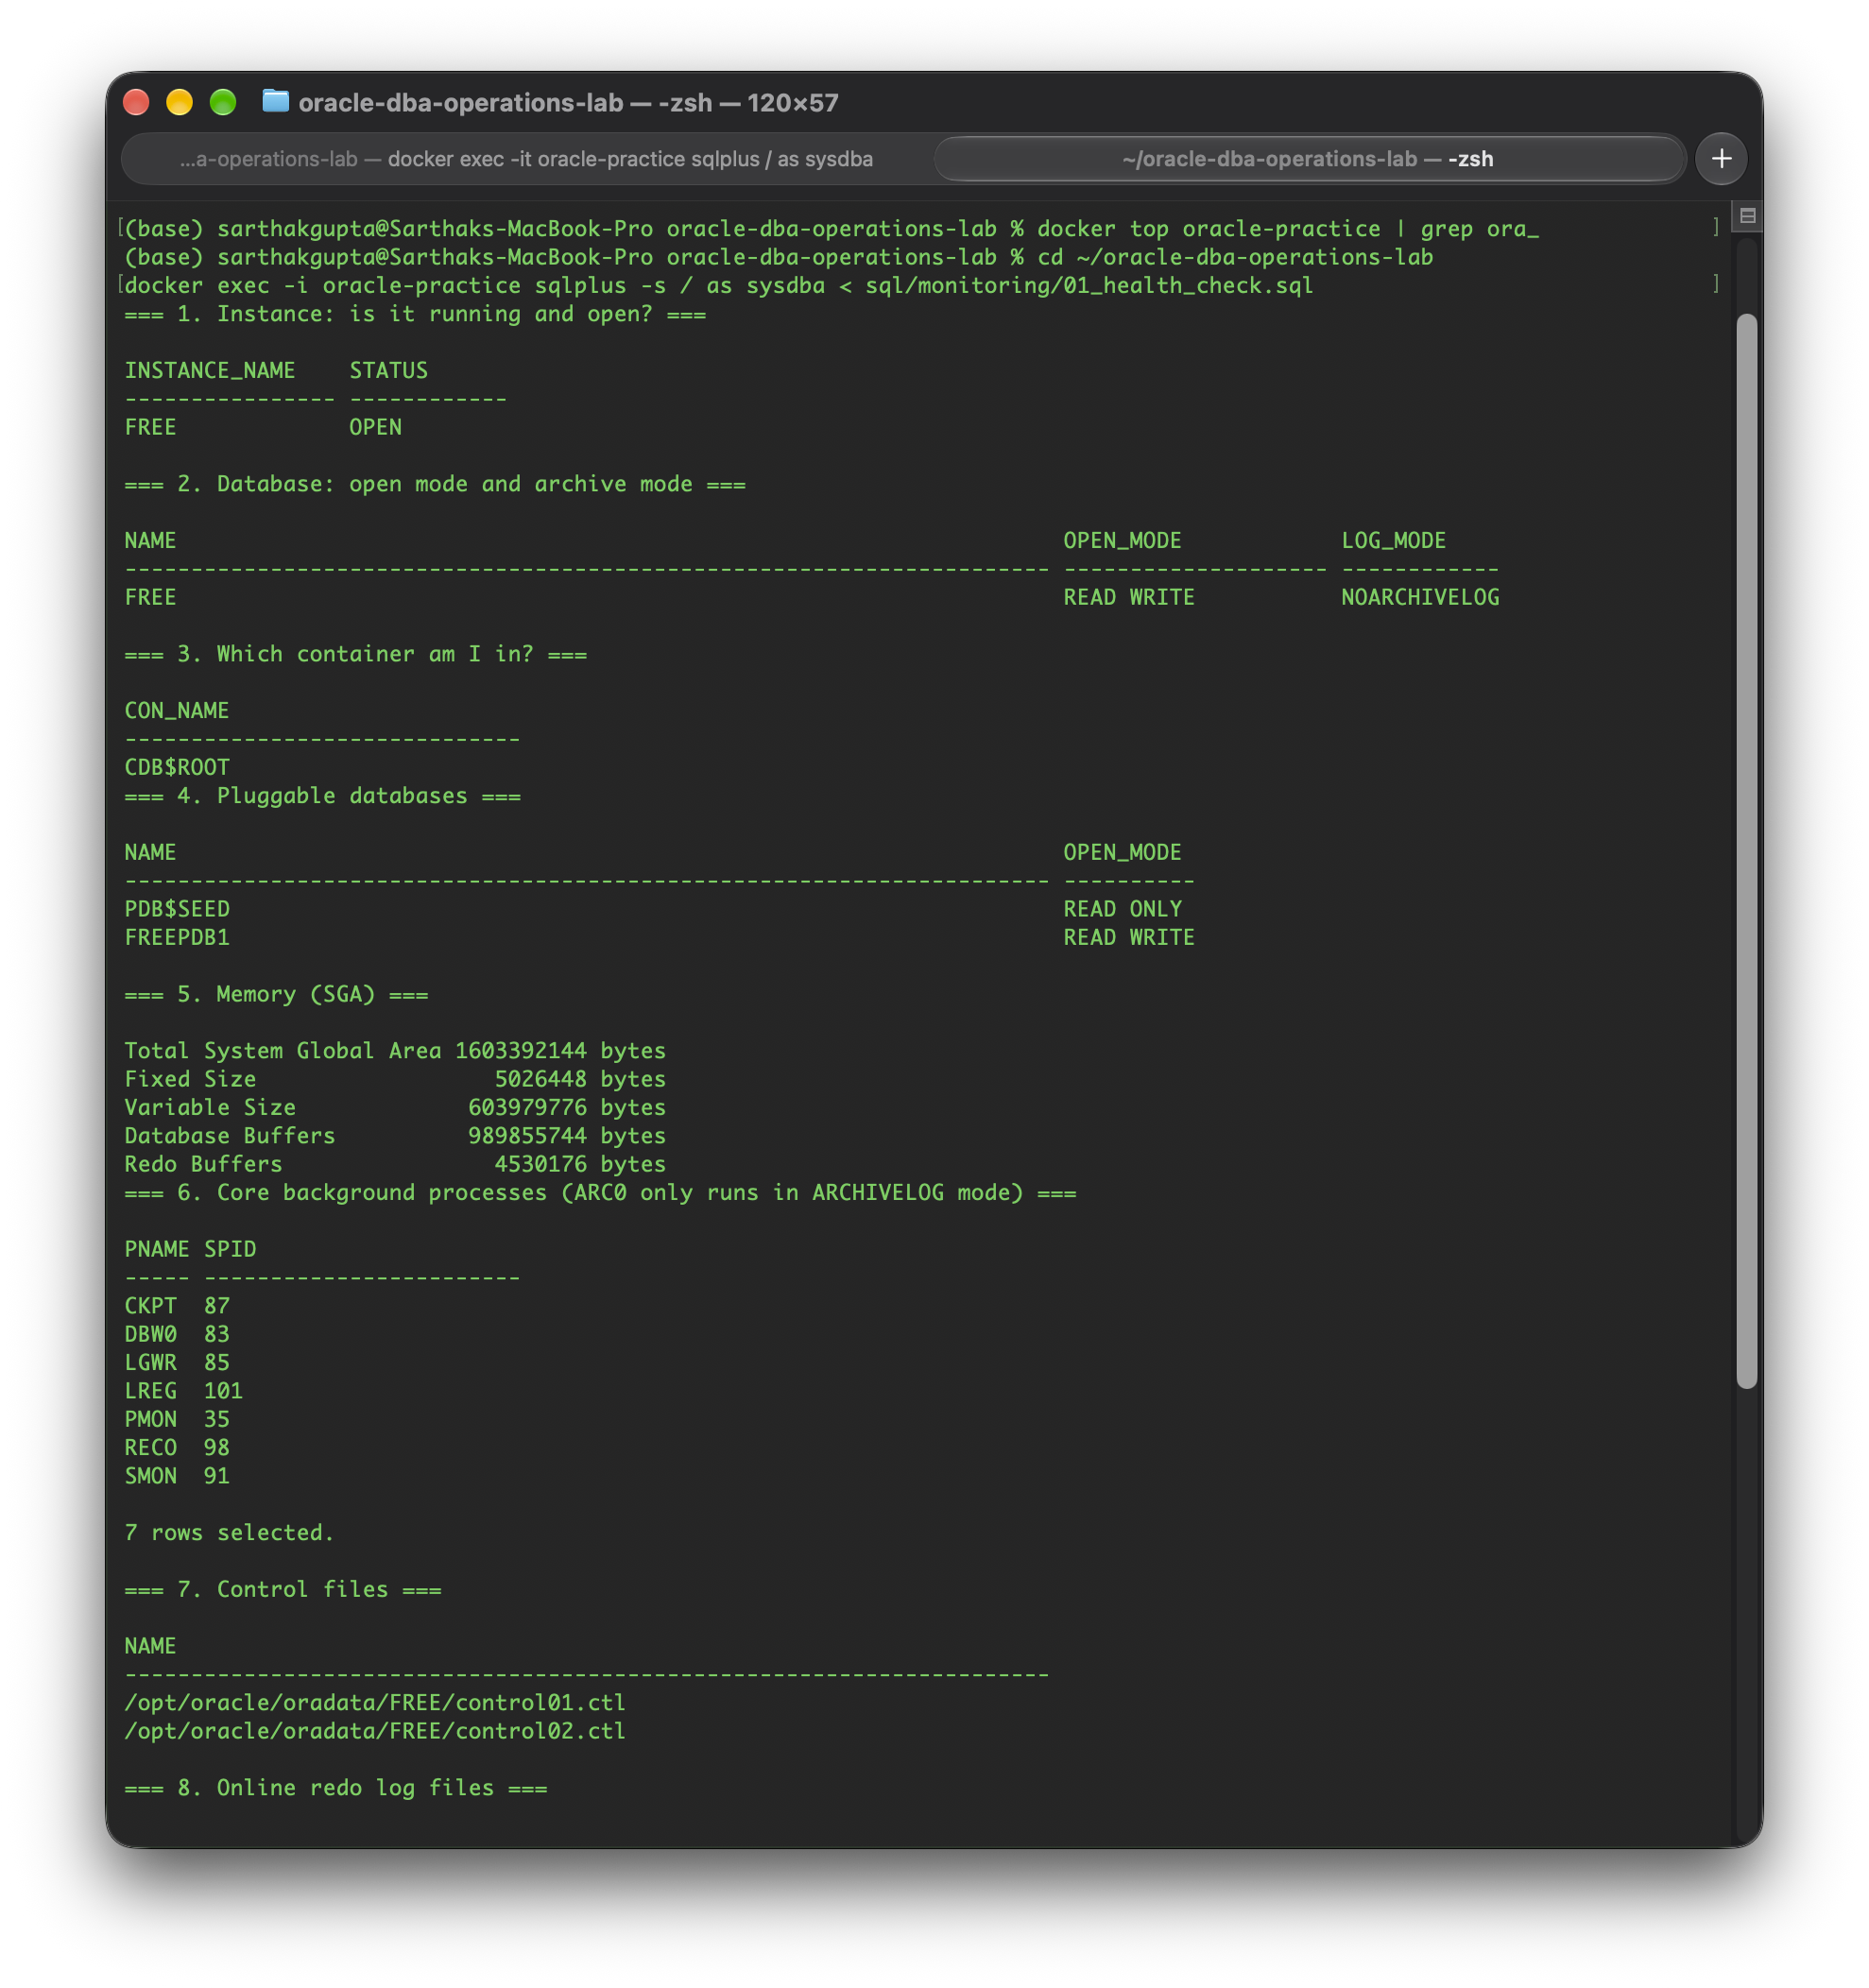 oracle-dba-operations-lab — -zsh — 120×57
...a-operations-lab — docker exec -it oracle-practice sqlplus / as sysdba
~/oracle-dba-operations-lab — -zsh
+
[(base) sarthakgupta@Sarthaks-MacBook-Pro oracle-dba-operations-lab % docker top oracle-practice | grep ora_ ]
(base) sarthakgupta@Sarthaks-MacBook-Pro oracle-dba-operations-lab % cd ~/oracle-dba-operations-lab
[docker exec -i oracle-practice sqlplus -s / as sysdba < sql/monitoring/01_health_check.sql ]
=== 1. Instance: is it running and open? ===
INSTANCE_NAME    STATUS
---------------- ------------
FREE             OPEN
=== 2. Database: open mode and archive mode ===
NAME                                                                   OPEN_MODE            LOG_MODE
---------------------------------------------------------------------- -------------------- ------------
FREE                                                                   READ WRITE           NOARCHIVELOG
=== 3. Which container am I in? ===
CON_NAME
------------------------------
CDB$ROOT
=== 4. Pluggable databases ===
NAME                                                                   OPEN_MODE
---------------------------------------------------------------------- ----------
PDB$SEED                                                               READ ONLY
FREEPDB1                                                               READ WRITE
=== 5. Memory (SGA) ===
Total System Global Area 1603392144 bytes
Fixed Size                  5026448 bytes
Variable Size             603979776 bytes
Database Buffers          989855744 bytes
Redo Buffers                4530176 bytes
=== 6. Core background processes (ARC0 only runs in ARCHIVELOG mode) ===
PNAME SPID
----- ------------------------
CKPT  87
DBW0  83
LGWR  85
LREG  101
PMON  35
RECO  98
SMON  91
7 rows selected.
=== 7. Control files ===
NAME
----------------------------------------------------------------------
/opt/oracle/oradata/FREE/control01.ctl
/opt/oracle/oradata/FREE/control02.ctl
=== 8. Online redo log files ===